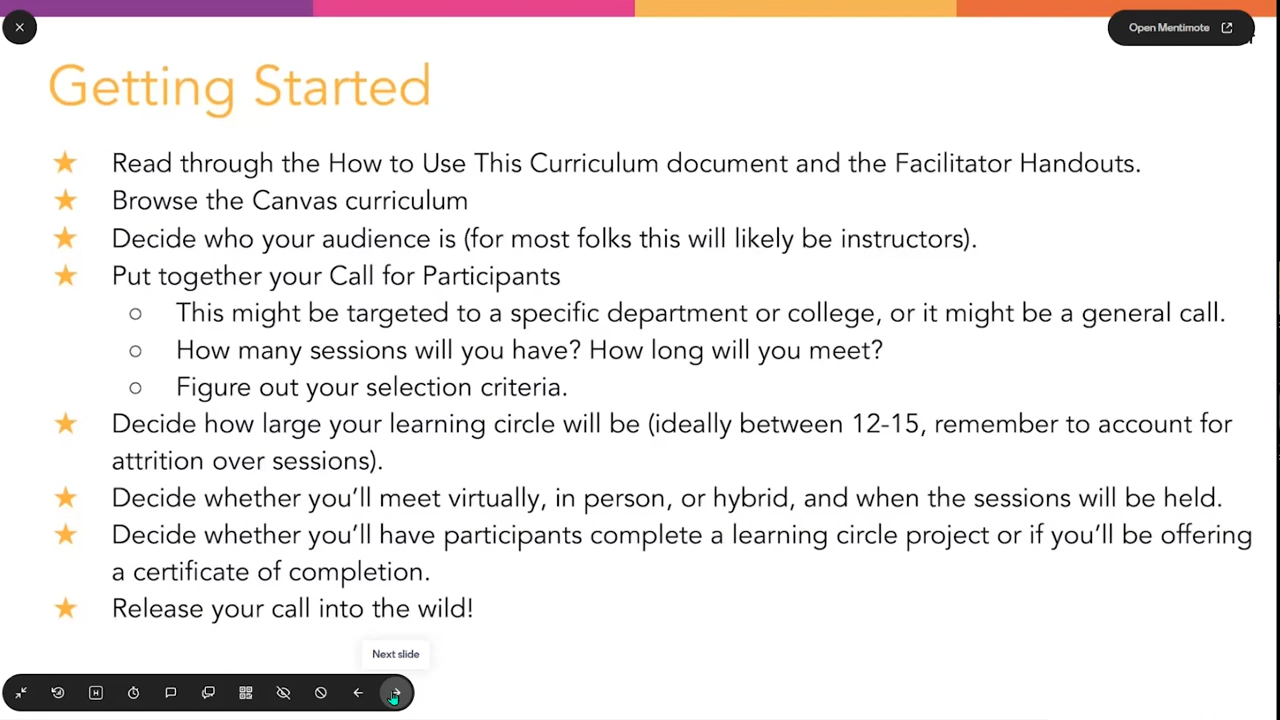 Open Mentimote
Getting Started
★ Read through the How to Use This Curriculum document and the Facilitator Handouts.
★ Browse the Canvas curriculum
★ Decide who your audience is (for most folks this will likely be instructors).
★ Put together your Call for Participants
○ This might be targeted to a specific department or college, or it might be a general call.
○ How many sessions will you have? How long will you meet?
○ Figure out your selection criteria.
★ Decide how large your learning circle will be (ideally between 12-15, remember to account for
attrition over sessions).
★ Decide whether you’ll meet virtually, in person, or hybrid, and when the sessions will be held.
★ Decide whether you’ll have participants complete a learning circle project or if you’ll be offering
a certificate of completion.
★ Release your call into the wild!
Next slide
H